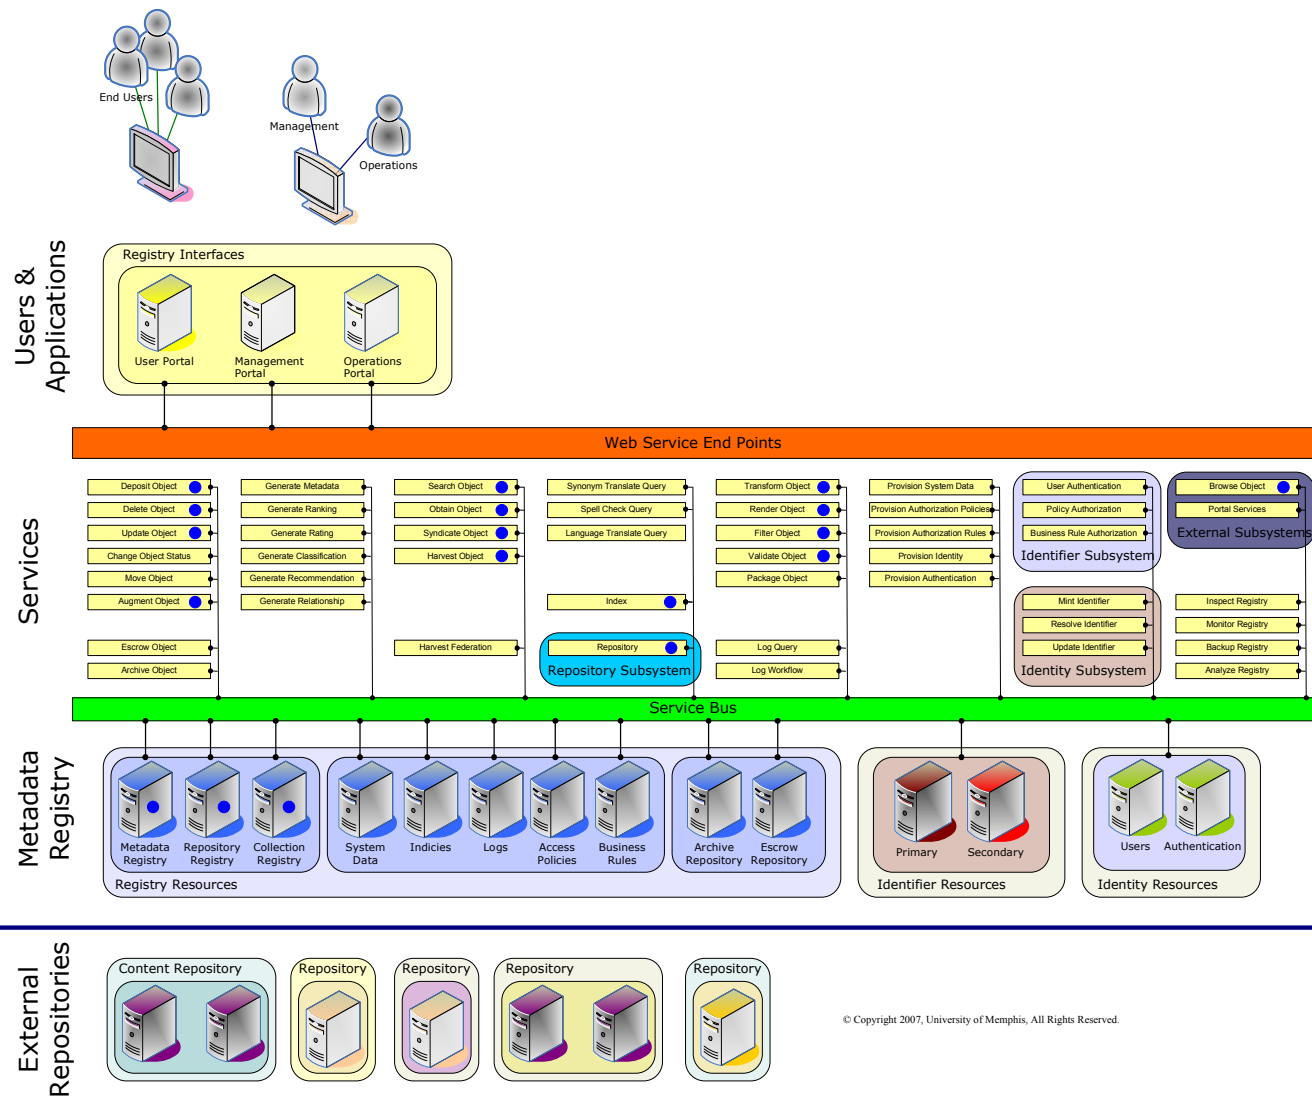 End Users
Management
Operations
Users &
Applications
Registry Interfaces
User Portal
Management
Portal
Operations
Portal
Web Service End Points
Services
Deposit Object
Delete Object
Update Object
Change Object Status
Move Object
Augment Object
Escrow Object
Archive Object
Generate Metadata
Generate Ranking
Generate Rating
Generate Classification
Generate Recommendation
Generate Relationship
Search Object
Obtain Object
Syndicate Object
Harvest Object
Harvest Federation
Synonym Translate Query
Spell Check Query
Language Translate Query
Index
Repository
Repository Subsystem
Transform Object
Render Object
Filter Object
Validate Object
Package Object
Log Query
Log Workflow
Provision System Data
Provision Authorization Policies
Provision Authorization Rules
Provision Identity
Provision Authentication
User Authentication
Policy Authorization
Business Rule Authorization
Identifier Subsystem
Mint Identifier
Resolve Identifier
Update Identifier
Identity Subsystem
Browse Object
Portal Services
External Subsystems
Inspect Registry
Monitor Registry
Backup Registry
Analyze Registry
Service Bus
Metadata
Registry
Metadata
Registry
Repository
Registry
Collection
Registry
System
Data
Indicies
Logs
Access
Policies
Business
Rules
Archive
Repository
Escrow
Repository
Registry Resources
Primary
Secondary
Identifier Resources
Users
Authentication
Identity Resources
External
Repositories
Content Repository
Repository
Repository
Repository
Repository
© Copyright 2007, University of Memphis, All Rights Reserved.